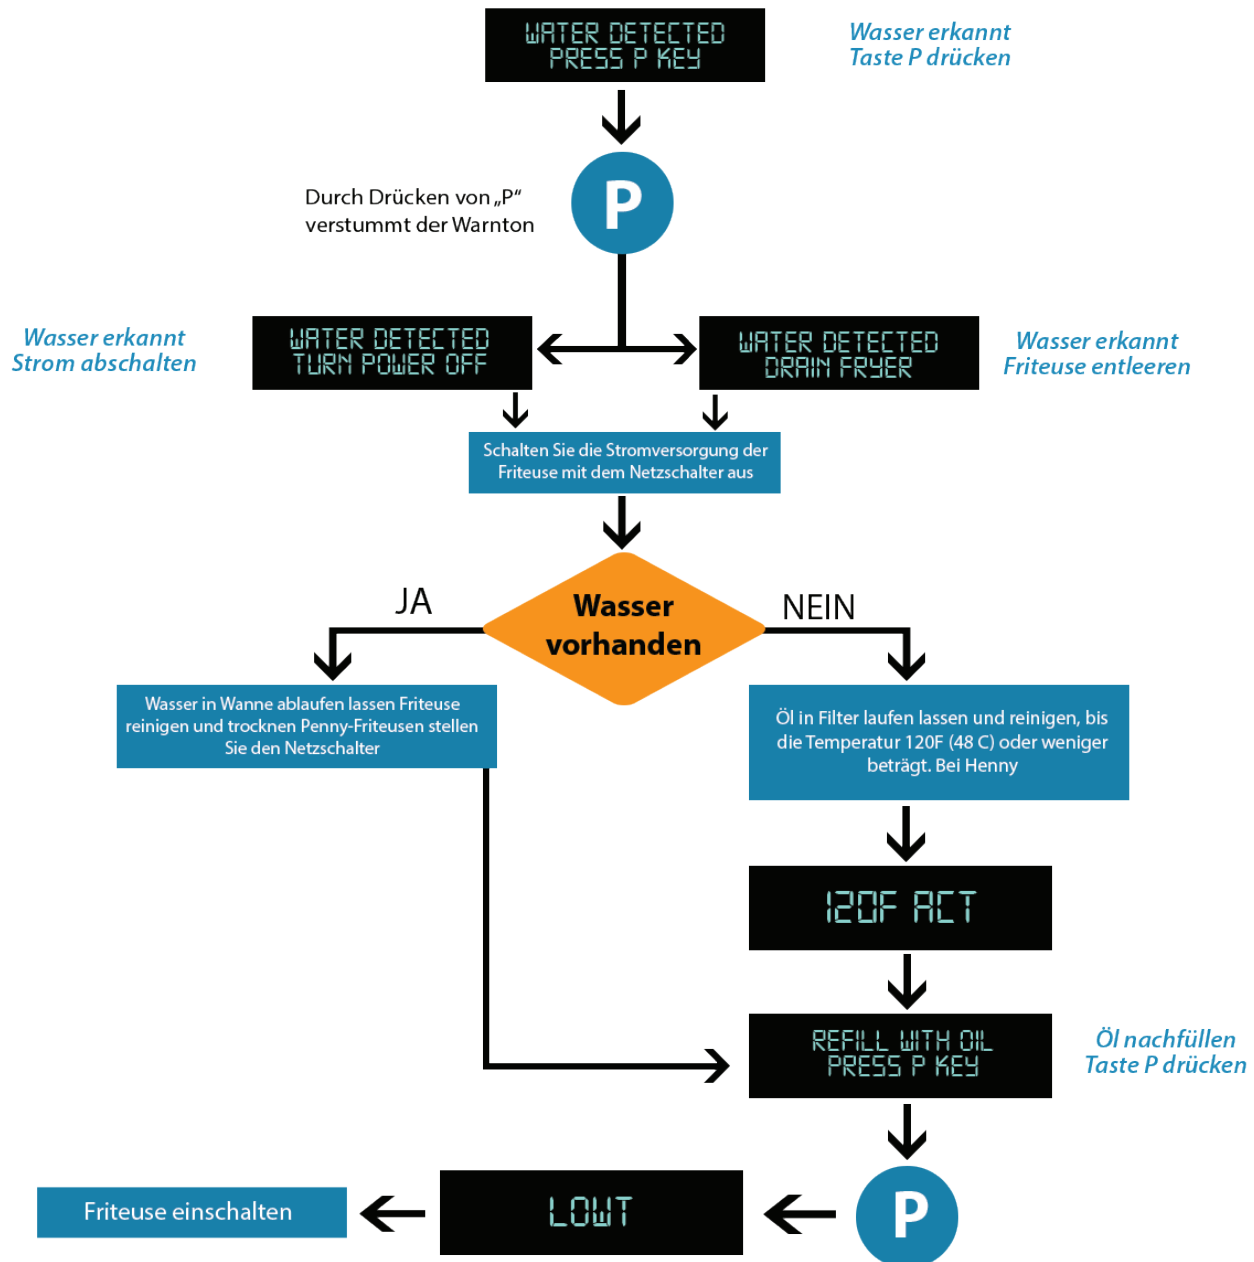 WATER DETECTED
PRESS P KEY
Wasser erkannt
Taste P drücken
Durch Drücken von „P“
verstummt der Warnton
P
Wasser erkannt
Strom abschalten
WATER DETECTED
TURN POWER OFF
WATER DETECTED
DRAIN FRYER
Wasser erkannt
Friteuse entleeren
Schalten Sie die Stromversorgung der
Friteuse mit dem Netzschalter aus
JA
Wasser
vorhanden
NEIN
Wasser in Wanne ablaufen lassen Friteuse
reinigen und trocknen Penny-Friteusen stellen
Sie den Netzschalter
Öl in Filter laufen lassen und reinigen, bis
die Temperatur 120F (48 C) oder weniger
beträgt. Bei Henny
120F ACT
REFILL WITH OIL
PRESS P KEY
Öl nachfüllen
Taste P drücken
Friteuse einschalten
LOWT
P